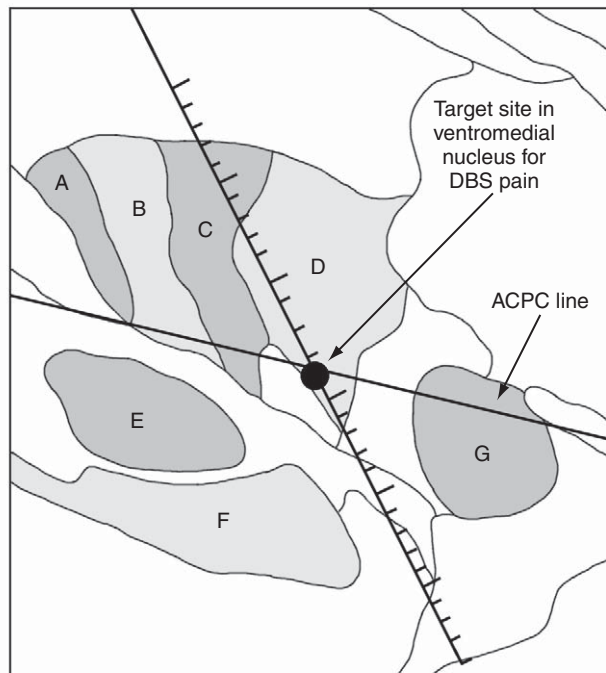 Target site in
ventromedial
nucleus for
DBS pain
A
B
C
D
ACPC line
E
G
F